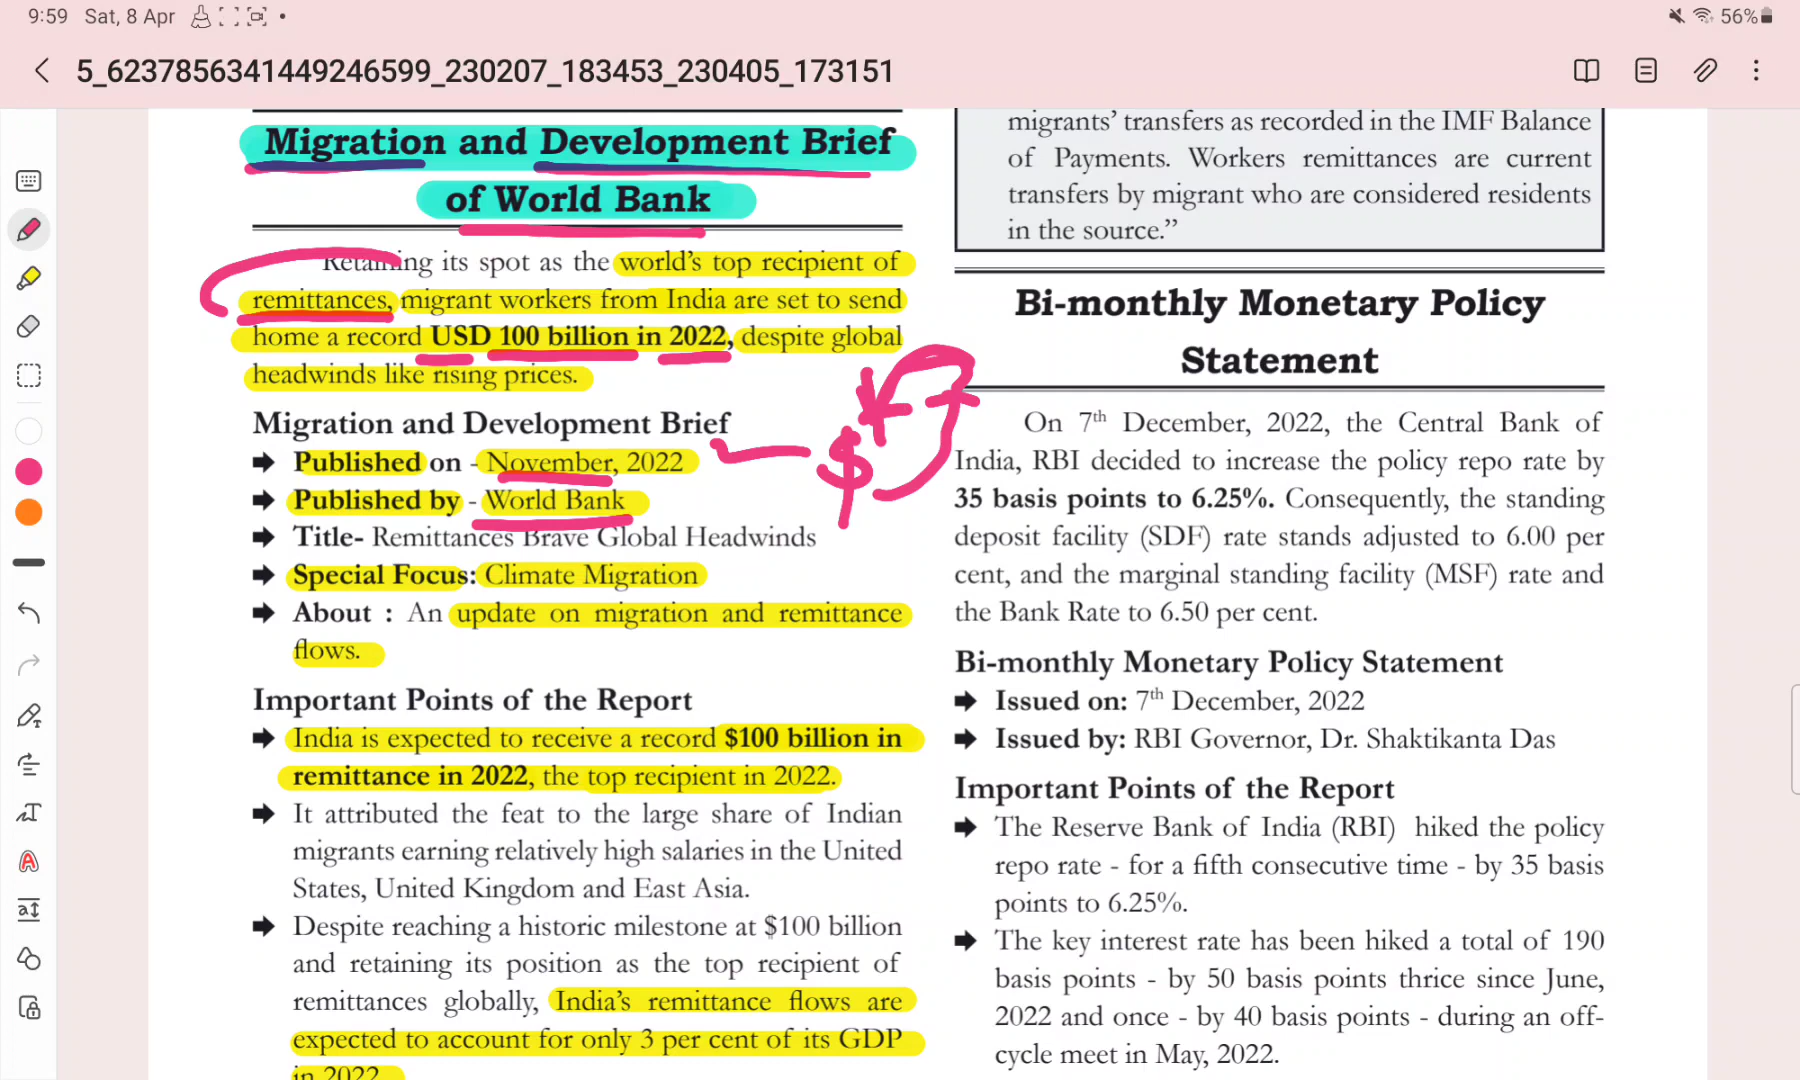 9:59 Sat, 8 Apr
56%
5_6237856341449246599_230207_183453_230405_173151
Migration and Development Brief
of World Bank
Retaining its spot as the world's top recipient of
remittances, migrant workers from India are set to send
home a record USD 100 billion in 2022, despite global
headwinds like rising prices.
Migration and Development Brief
Published on - November, 2022
Published by - World Bank
Title- Remittances Brave Global Headwinds
Special Focus: Climate Migration
About : An update on migration and remittance
flows.
Important Points of the Report
India is expected to receive a record $100 billion in
remittance in 2022, the top recipient in 2022.
It attributed the feat to the large share of Indian
migrants earning relatively high salaries in the United
States, United Kingdom and East Asia.
Despite reaching a historic milestone at $100 billion
and retaining its position as the top recipient of
remittances globally, India's remittance flows are
expected to account for only 3 per cent of its GDP
in 2022
$
migrants' transfers as recorded in the IMF Balance
of Payments. Workers remittances are current
transfers by migrant who are considered residents
in the source."
Bi-monthly Monetary Policy
Statement
On 7th December, 2022, the Central Bank of
India, RBI decided to increase the policy repo rate by
35 basis points to 6.25%. Consequently, the standing
deposit facility (SDF) rate stands adjusted to 6.00 per
cent, and the marginal standing facility (MSF) rate and
the Bank Rate to 6.50 per cent.
Bi-monthly Monetary Policy Statement
Issued on: 7th December, 2022
Issued by: RBI Governor, Dr. Shaktikanta Das
Important Points of the Report
The Reserve Bank of India (RBI) hiked the policy
repo rate - for a fifth consecutive time - by 35 basis
points to 6.25%.
The key interest rate has been hiked a total of 190
basis points - by 50 basis points thrice since June,
2022 and once - by 40 basis points - during an off-
cycle meet in May, 2022.